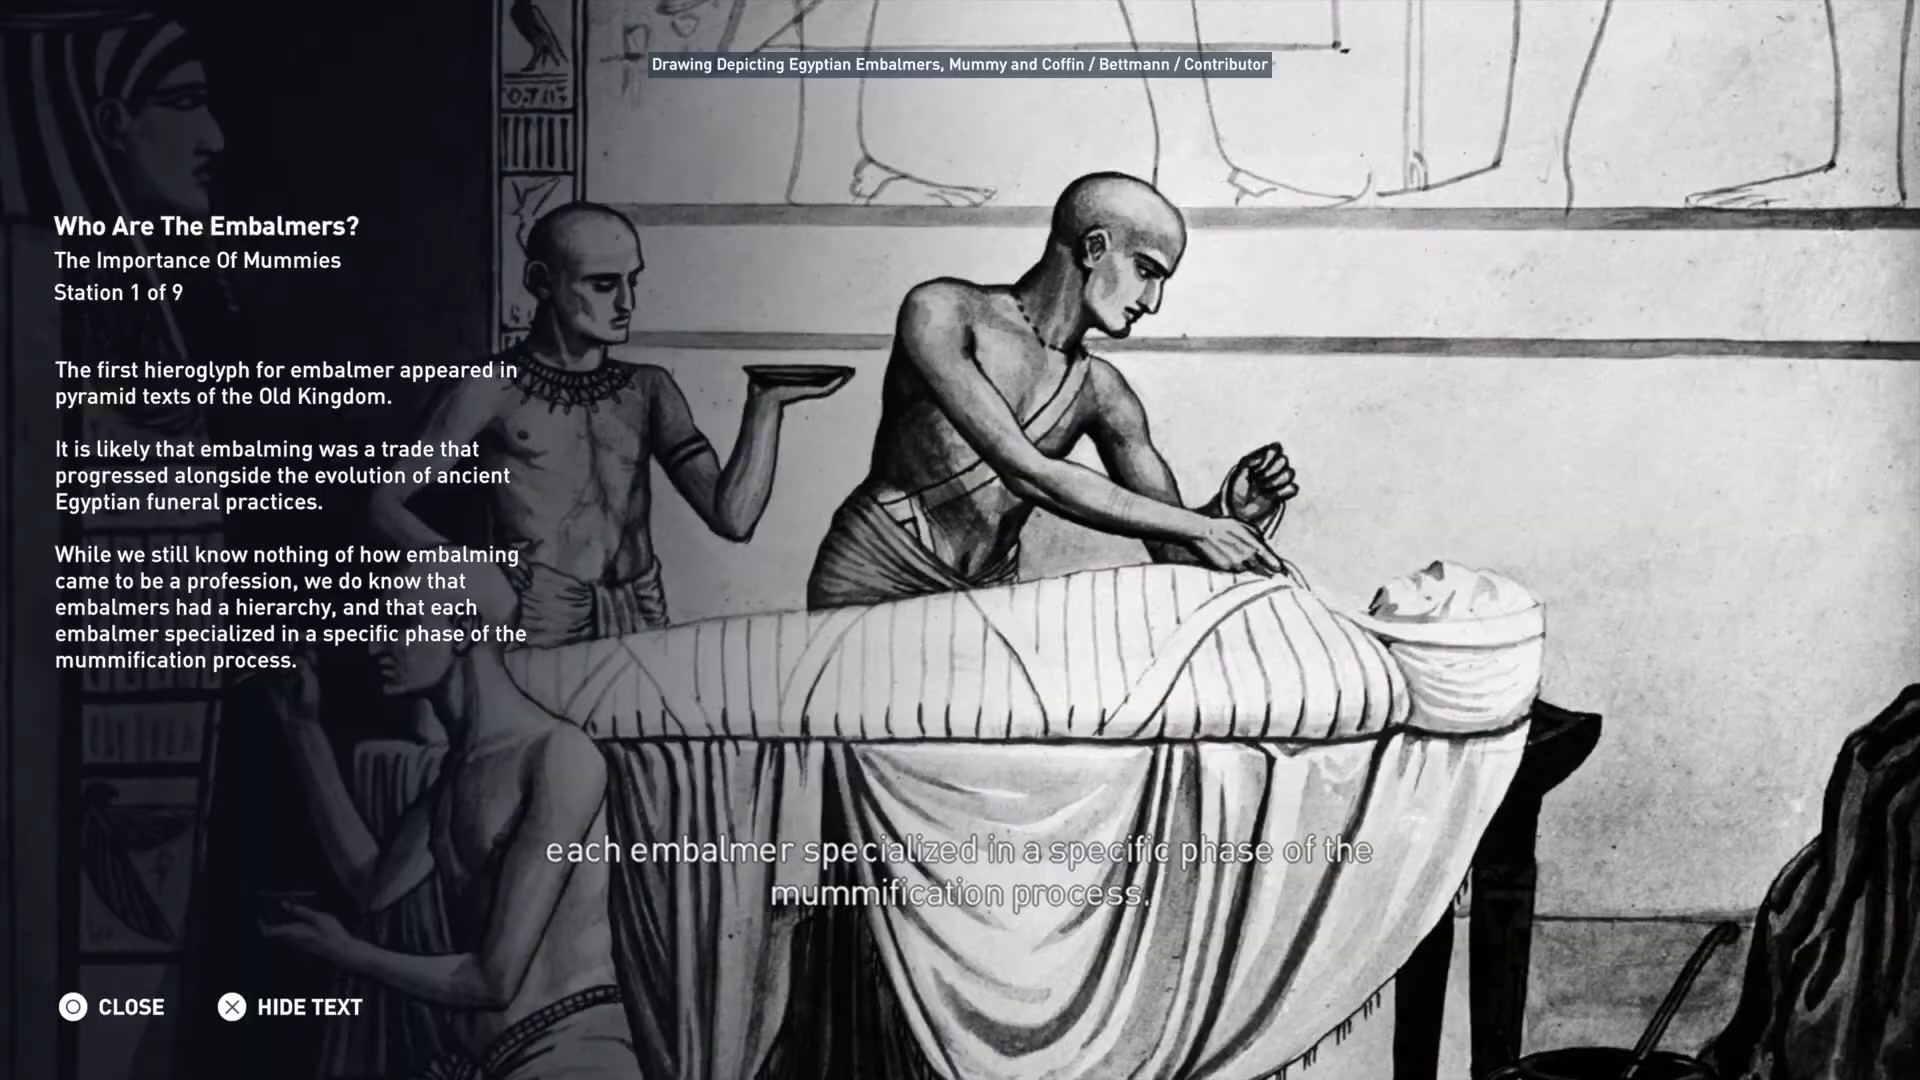 Drawing Depicting Egyptian Embalmers, Mummy and Coffin / Bettmann / Contributor
Who Are The Embalmers?
The Importance Of Mummies
Station 1 of 9
The first hieroglyph for embalmer appeared in
pyramid texts of the Old Kingdom.
It is likely that embalming was a trade that
progressed alongside the evolution of ancient
Egyptian funeral practices.
While we still know nothing of how embalming
came to be a profession, we do know that
embalmers had a hierarchy, and that each
embalmer specialized in a specific phase of the
mummification process.
each embalmer specialized in a specific phase of the
mummification process.
CLOSE HIDE TEXT